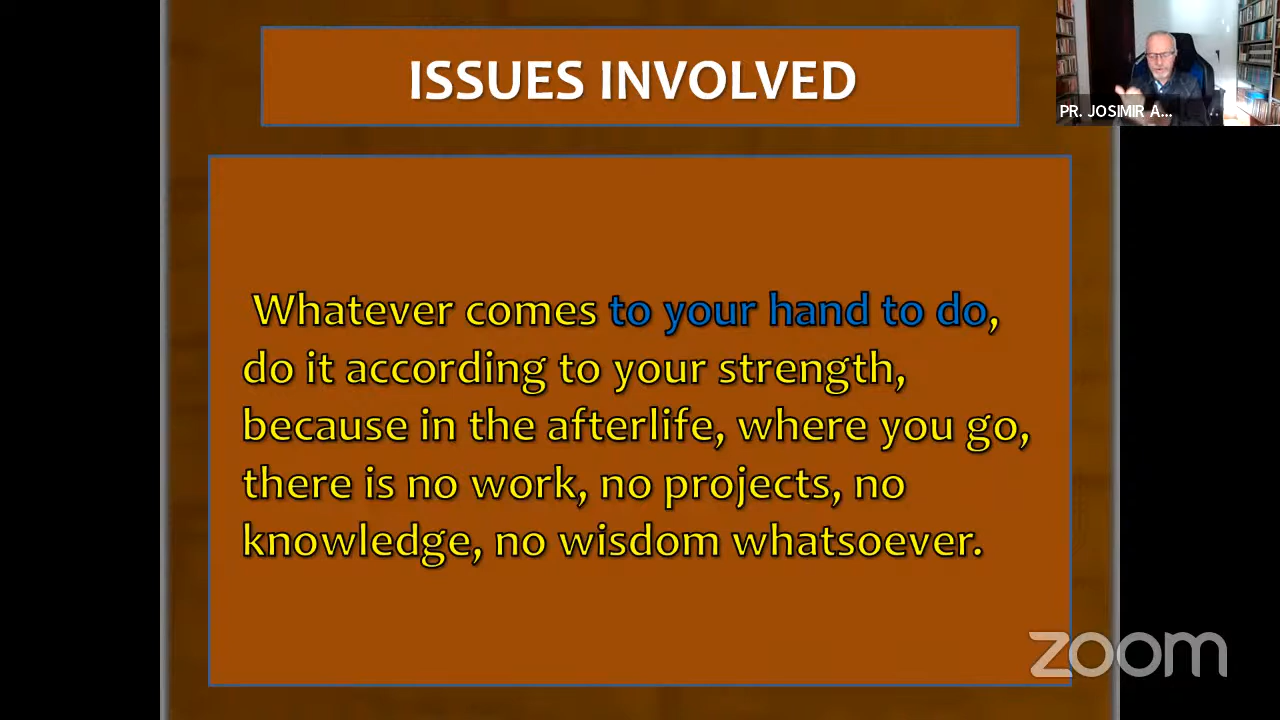 ISSUES INVOLVED
PR. JOSIMIR A...
Whatever comes to your hand to do,
do it according to your strength,
because in the afterlife, where you go,
there is no work, no projects, no
knowledge, no wisdom whatsoever.
zoom